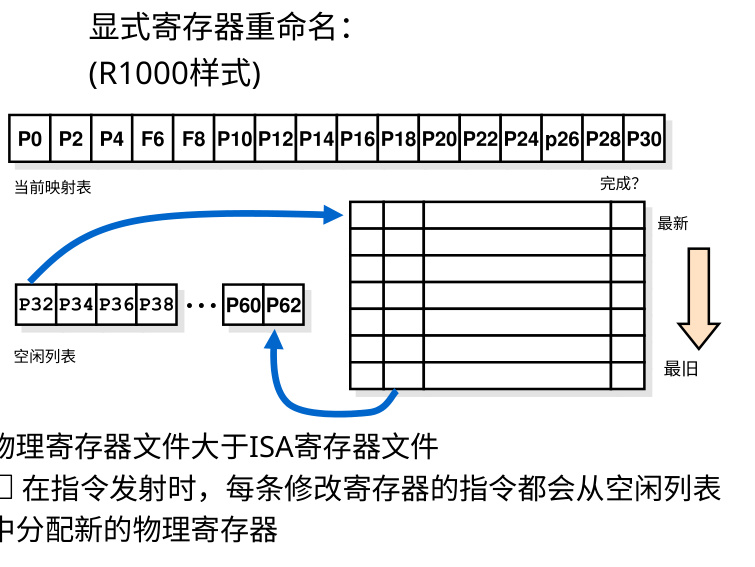 显式寄存器重命名：
(R1000样式)
P0 P2 P4 F6 F8 P10 P12 P14 P16 P18 P20 P22 P24 p26 P28 P30
当前映射表
完成?
最新
P32 P34 P36 P38 ··· P60 P62
空闲列表
最旧
物理寄存器文件大于ISA寄存器文件
□ 在指令发射时，每条修改寄存器的指令都会从空闲列表
中分配新的物理寄存器